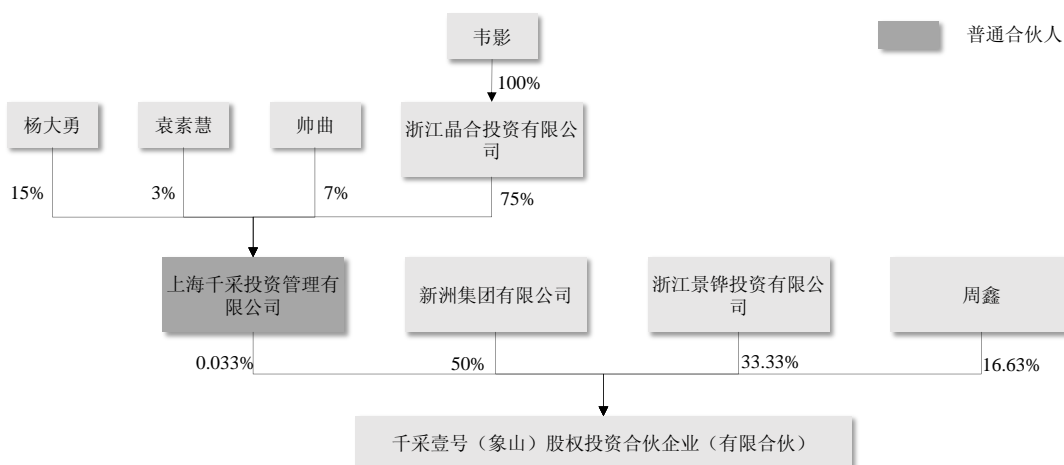 韦影
普通合伙人
100%
杨大勇
袁素慧
帅曲
浙江晶合投资有限公
司
15%
3%
7%
75%
上海千采投资管理有
限公司
新洲集团有限公司
浙江景铧投资有限公
司
周鑫
0.033%
50%
33.33%
16.63%
千采壹号（象山）股权投资合伙企业（有限合伙）